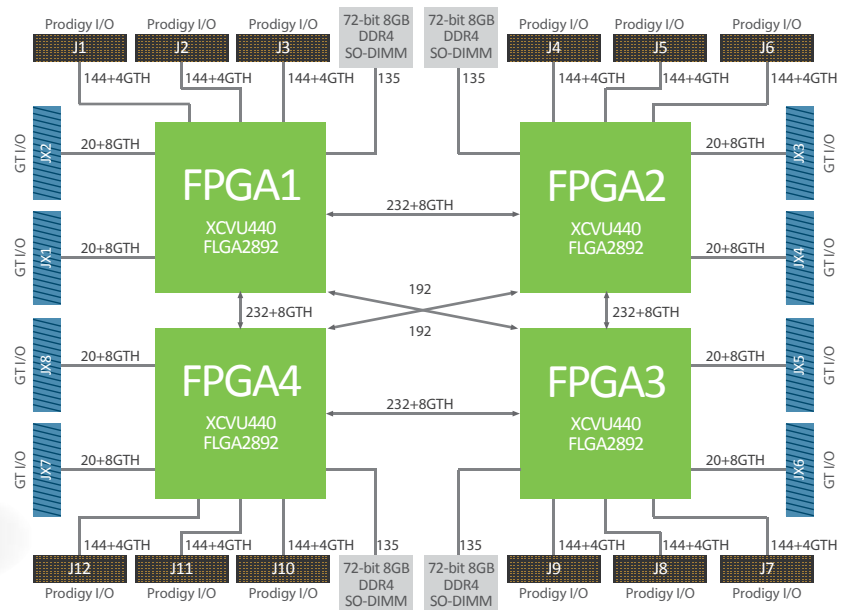 Prodigy I/O
Prodigy I/O
Prodigy I/O
72-bit 8GB
DDR4
SO-DIMM
72-bit 8GB
DDR4
SO-DIMM
Prodigy I/O
Prodigy I/O
Prodigy I/O
J1
J2
J3
J4
J5
J6
144+4GTH
144+4GTH
144+4GTH
135
135
144+4GTH
144+4GTH
144+4GTH
GT I/O
JX2
20+8GTH
FPGA1
XCVU440
FLGA2892
FPGA2
XCVU440
FLGA2892
20+8GTH
JX3
GT I/O
232+8GTH
GT I/O
JX1
20+8GTH
20+8GTH
JX4
GT I/O
192
232+8GTH
232+8GTH
192
GT I/O
JX8
20+8GTH
FPGA4
XCVU440
FLGA2892
FPGA3
XCVU440
FLGA2892
20+8GTH
JX5
GT I/O
232+8GTH
GT I/O
JX7
20+8GTH
20+8GTH
JX6
GT I/O
144+4GTH
144+4GTH
144+4GTH
135
135
144+4GTH
144+4GTH
144+4GTH
J12
J11
J10
72-bit 8GB
DDR4
SO-DIMM
72-bit 8GB
DDR4
SO-DIMM
J9
J8
J7
Prodigy I/O
Prodigy I/O
Prodigy I/O
Prodigy I/O
Prodigy I/O
Prodigy I/O